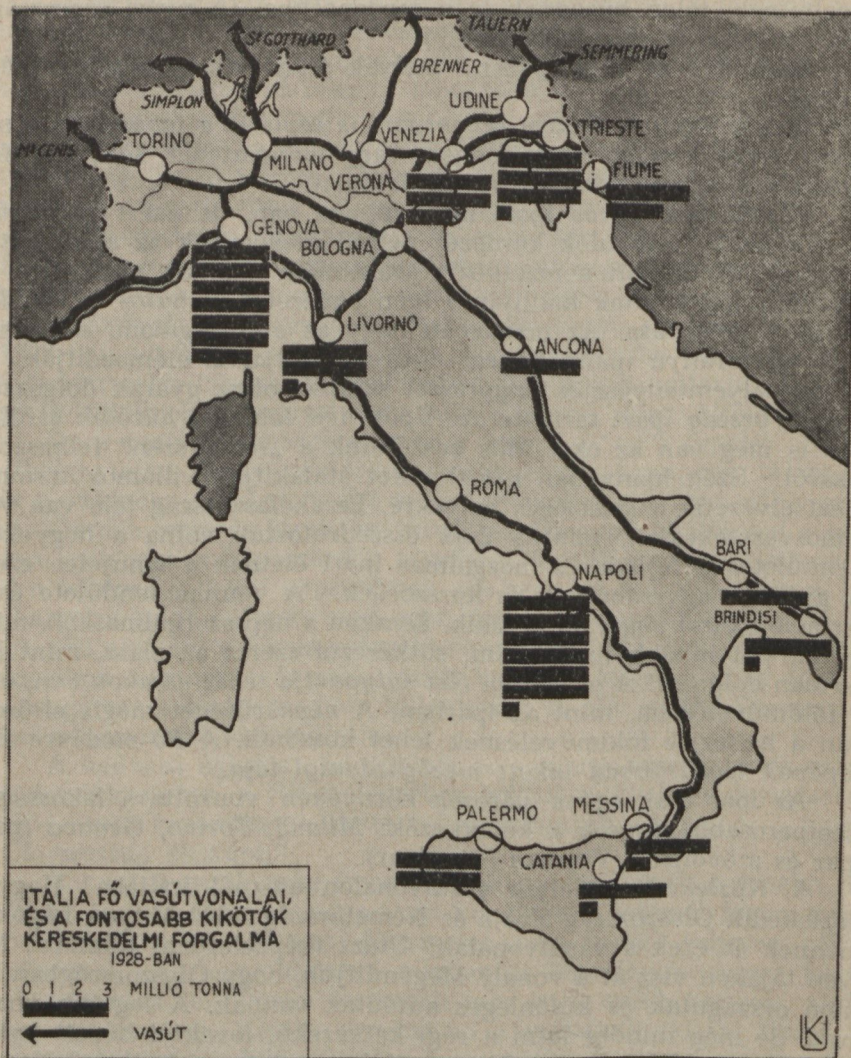 TAUERN
St GOTTHARD
SEMMERING
BRENNER
SIMPLON
UDINE
Mt CENIS
TORINO
VENEZIA
TRIESTE
MILANO
VERONA
FIUME
GENOVA
BOLOGNA
LIVORNO
ANCONA
ROMA
BARI
NAPOLI
BRINDISI
PALERMO
MESSINA
CATANIA
ITÁLIA FŐ VASÚTVONALAI,
ÉS A FONTOSABB KIKÖTŐK
KERESKEDELMI FORGALMA
1928-BAN
0 1 2 3 MILLIÓ TONNA
VASÚT
K